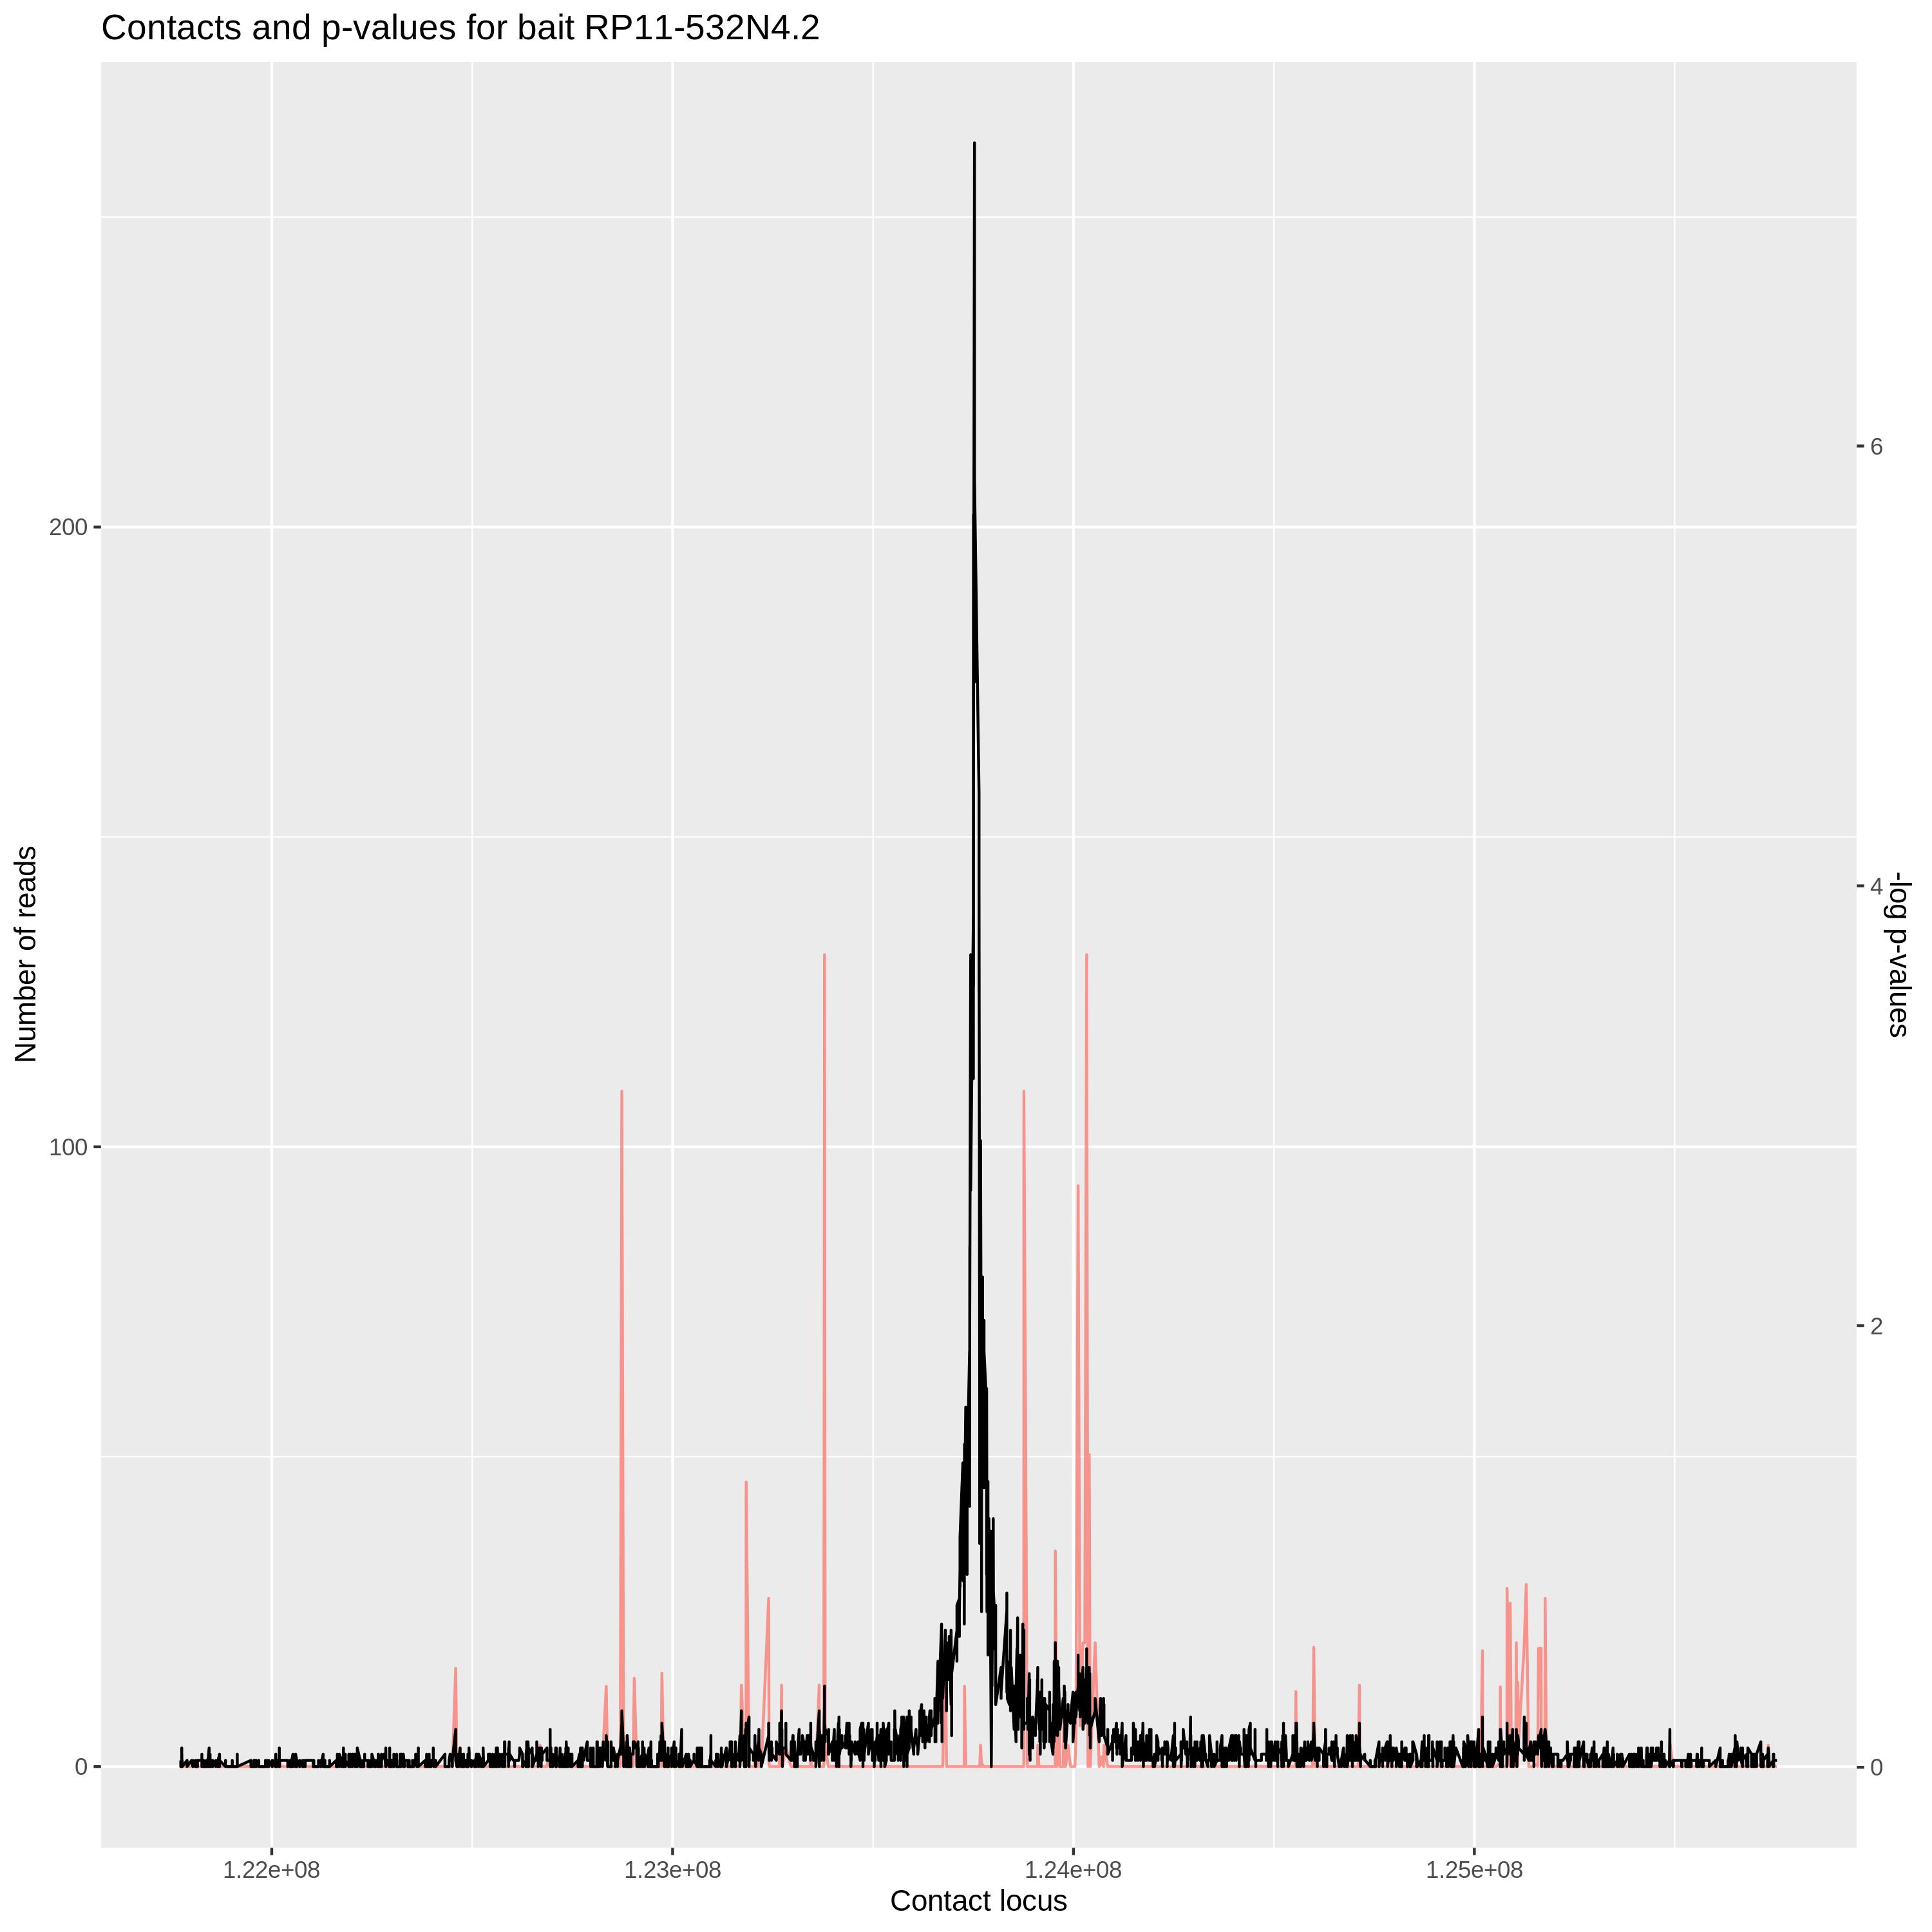 Contacts and p-values for bait RP11-532N4.2
Number of reads
200
100
0
6
4
2
0
-log p-values
1.22e+08
1.23e+08
1.24e+08
1.25e+08
Contact locus